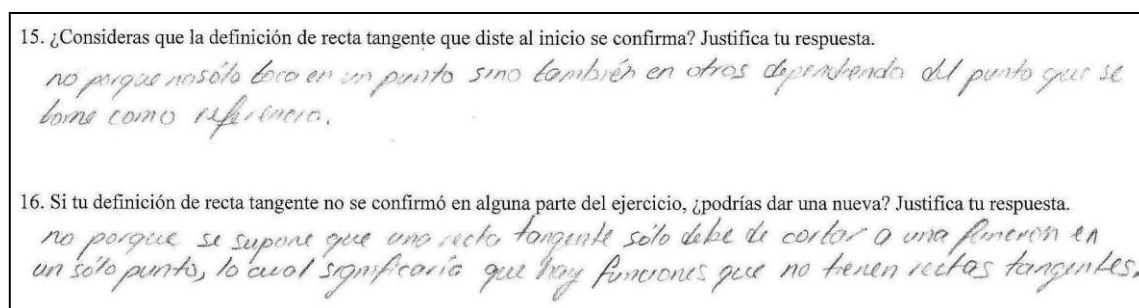 15. ¿Consideras que la definición de recta tangente que diste al inicio se confirma? Justifica tu respuesta.
no porque nosólo toca en un punto sino también en otros dependiendo del punto que se
tome como referencia.
16. Si tu definición de recta tangente no se confirmó en alguna parte del ejercicio, ¿podrías dar una nueva? Justifica tu respuesta.
no porque se supone que una recta tangente sólo debe de cortar a una función en
un sólo punto, lo cual significaría que hay funciones que no tienen rectas tangentes.